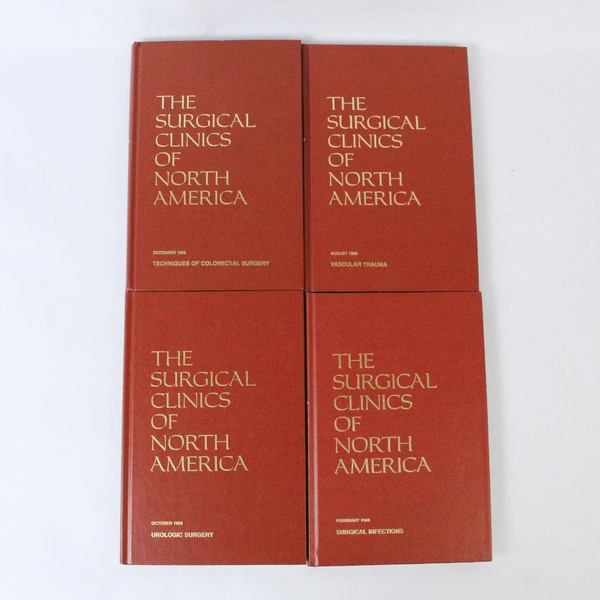 THE
SURGICAL
CLINICS
OF
NORTH
AMERICA
DECEMBER
TECHNIQUES OF COLORECTAL SURGERY
THE
SURGICAL
CLINICS
OF
NORTH
AMERICA
AUGUST
VASCULAR TRAUMA
THE
SURGICAL
CLINICS
OF
NORTH
AMERICA
OCTOBER
UROLOGIC SURGERY
THE
SURGICAL
CLINICS
OF
NORTH
AMERICA
FEBRUARY
SURGICAL INFECTIONS